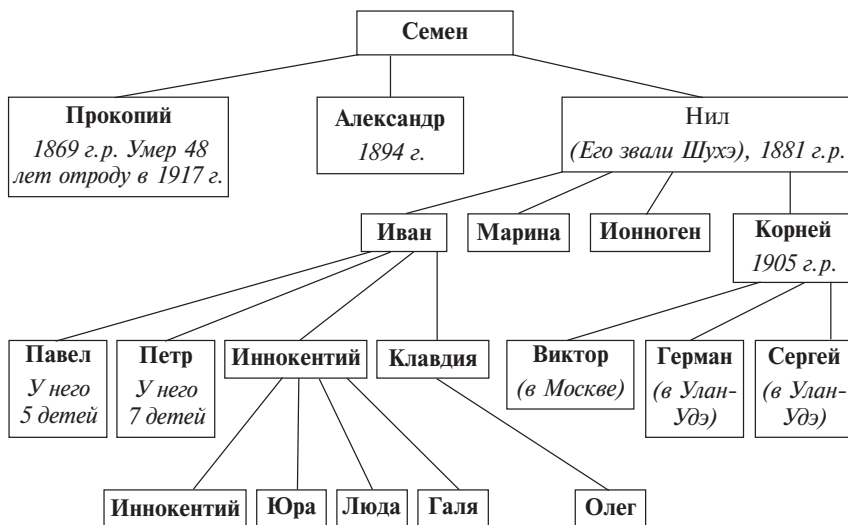 Семен
Прокопий
1869 г.р. Умер 48
лет отроду в 1917 г.
Александр
1894 г.
Нил
(Его звали Шухэ), 1881 г.р.
Иван
Марина
Ионноген
Корней
1905 г.р.
Павел
У него
5 детей
Петр
У него
7 детей
Иннокентий
Клавдия
Виктор
(в Москве)
Герман
(в Улан-
Удэ)
Сергей
(в Улан-
Удэ)
Иннокентий
Юра
Люда
Галя
Олег